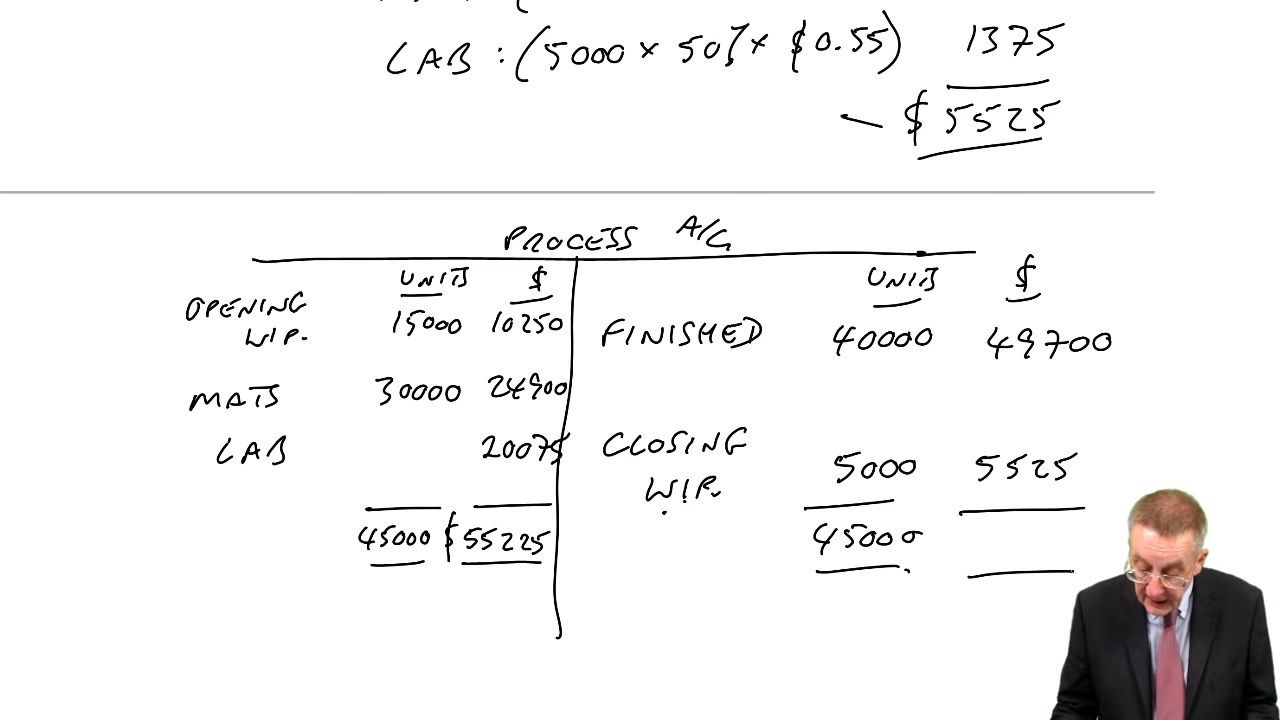 LAB : (5000 × 50% × $0.55) 1375
$5525
PROCESS A/C
UNITS $ UNITS $
OPENING W.I.P. 15000 10250 FINISHED 40000 49700
MATS 30000 24900
LAB 20075 CLOSING W.I.P. 5000 5525
45000 $55225 45000